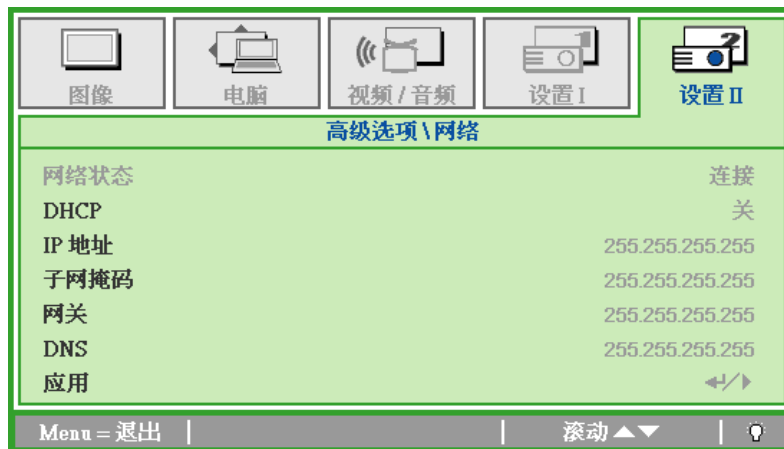 图像 电脑 视频 / 音频 设置 I 设置 II
高级选项 \ 网络
网络状态 连接
DHCP 关
IP 地址 255.255.255.255
子网掩码 255.255.255.255
网关 255.255.255.255
DNS 255.255.255.255
应用 ↵/▶
Menu = 退出 滚动▲▼